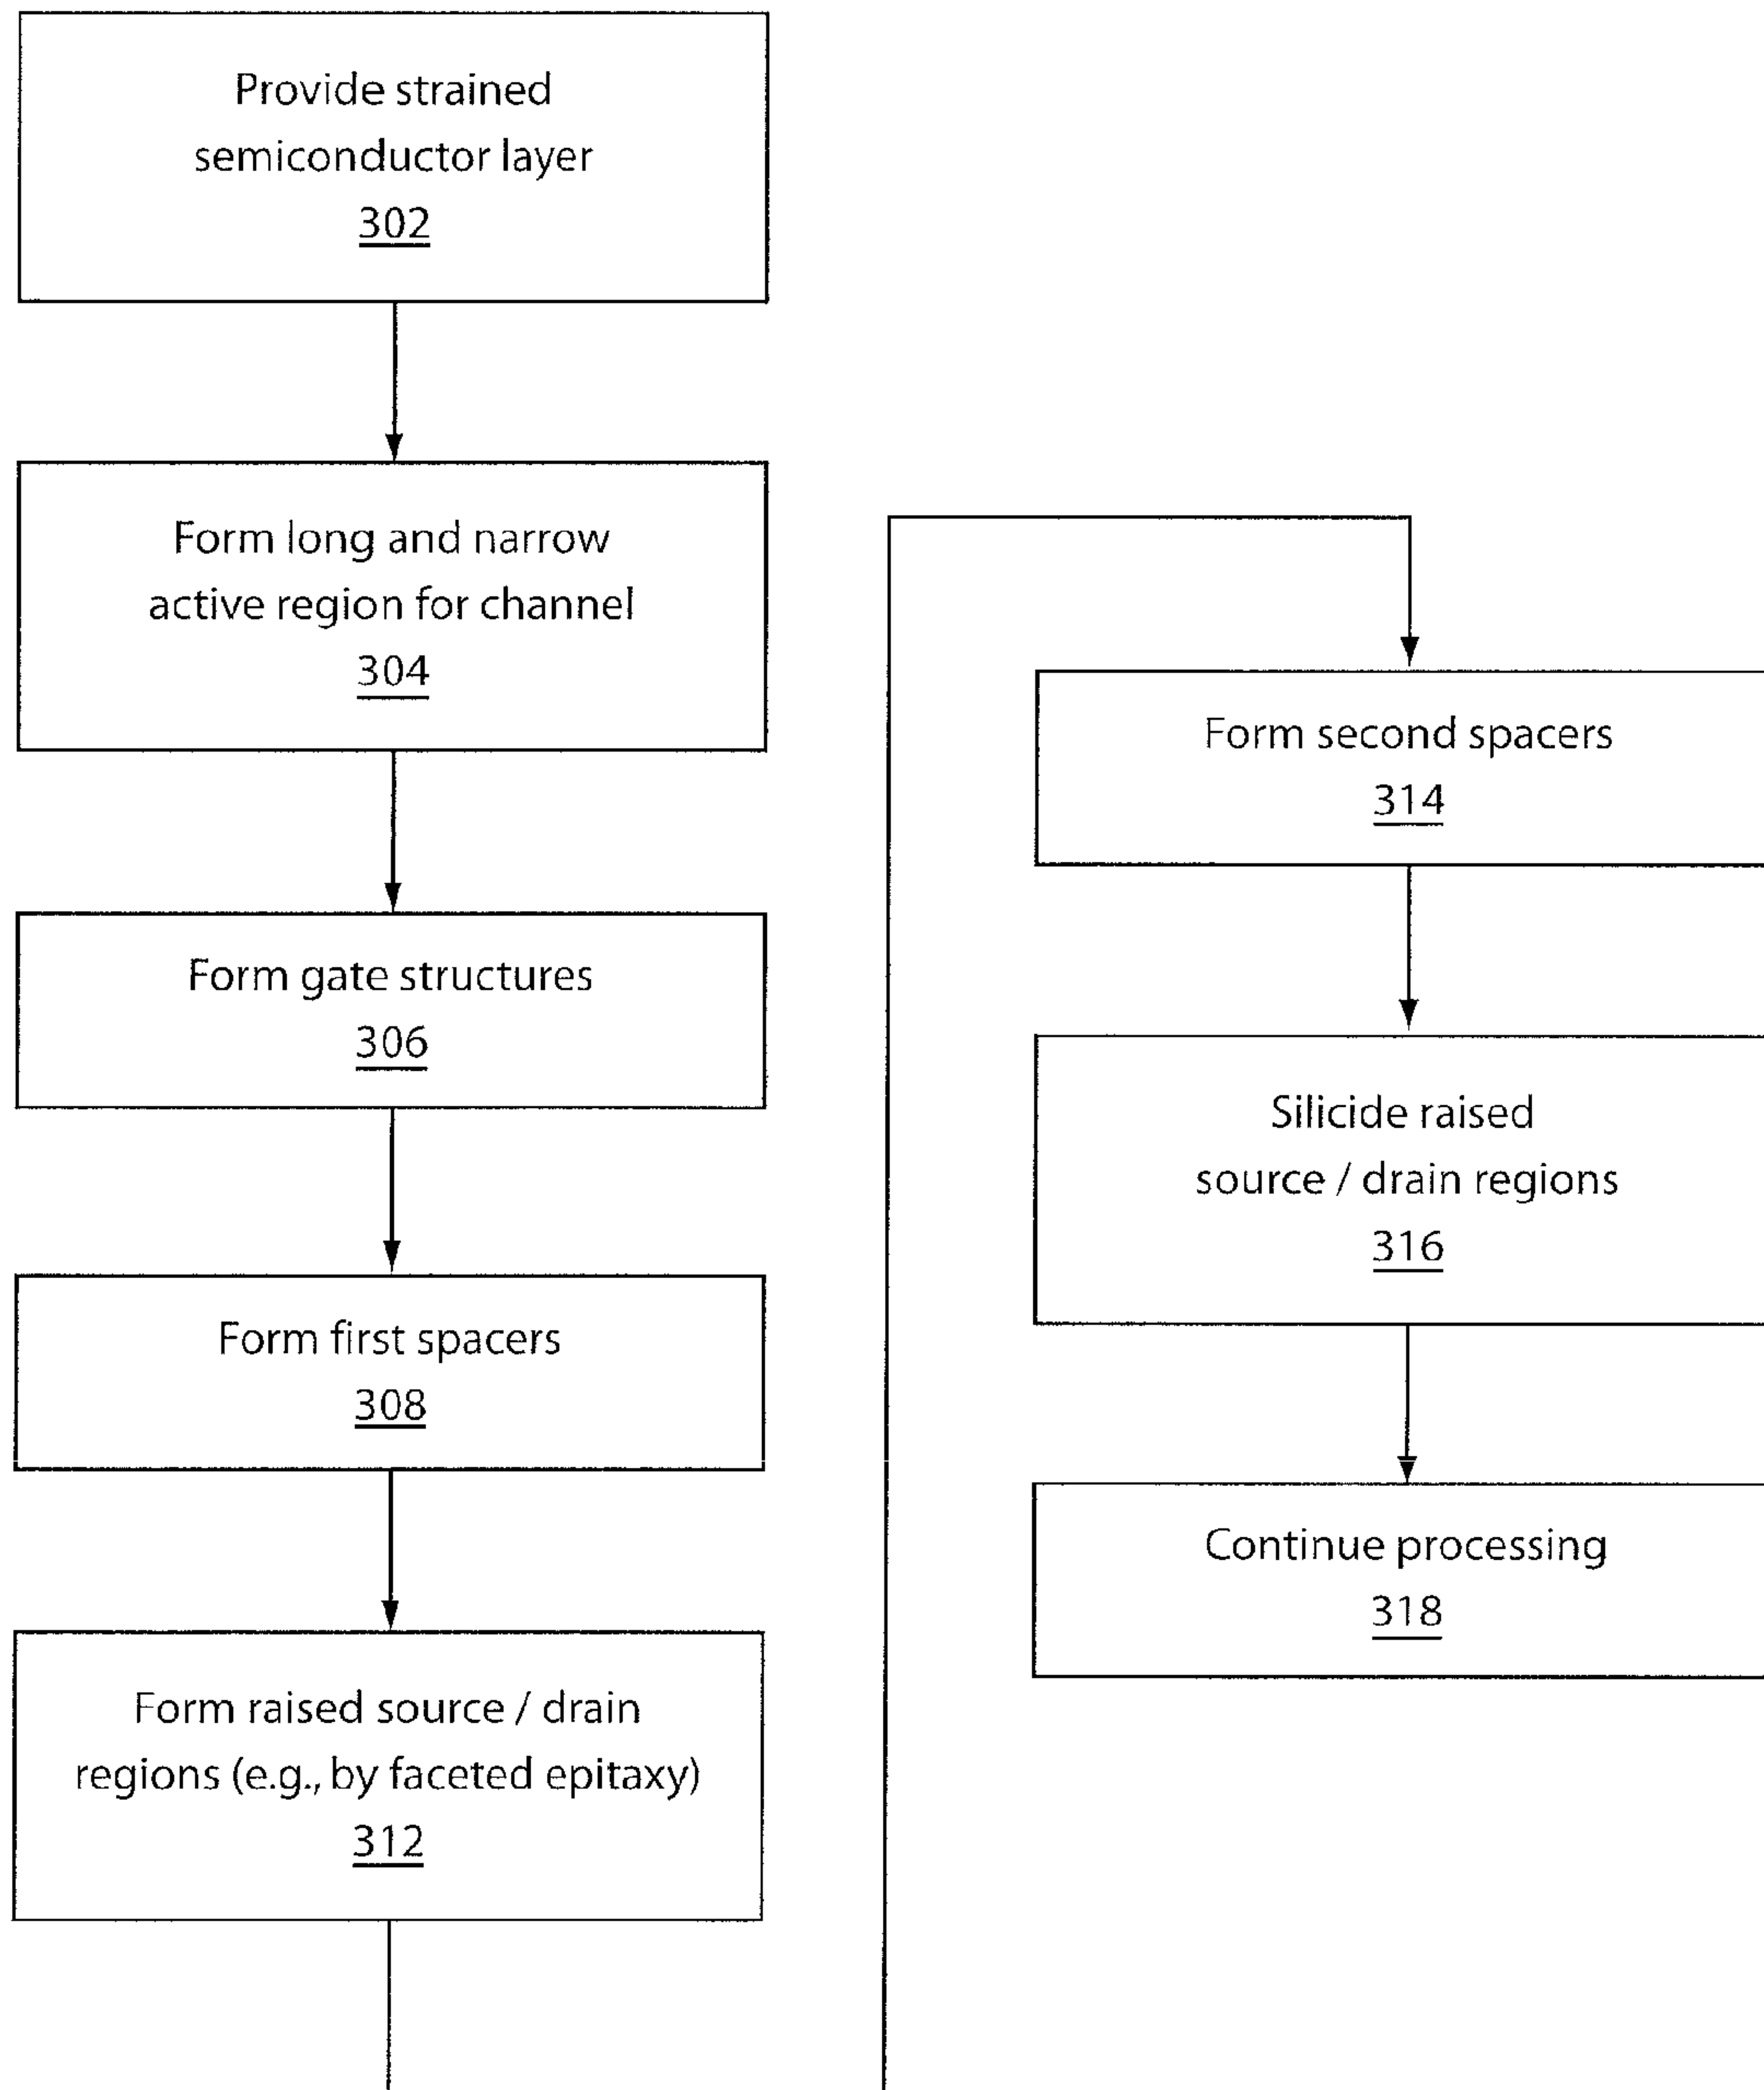 Provide strained
semiconductor layer
302
Form long and narrow
active region for channel
304
Form gate structures
306
Form first spacers
308
Form raised source / drain
regions (e.g., by faceted epitaxy)
312
Form second spacers
314
Silicide raised
source / drain regions
316
Continue processing
318